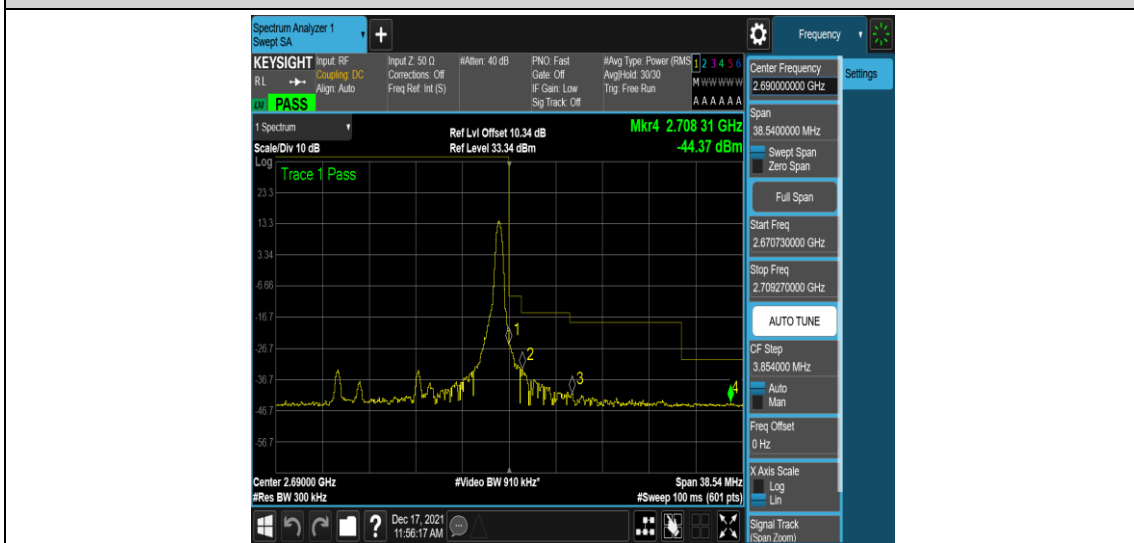 Spectrum Analyzer 1
Swept SA
Frequency
KEYSIGHT
RL
LXI PASS
Input: RF
Coupling: DC
Align: Auto
Input Z: 50 Ω
Corrections: Off
Freq Ref: Int (S)
#Atten: 40 dB
PNO: Fast
Gate: Off
IF Gain: Low
Sig Track: Off
#Avg Type: Power (RMS
Avg|Hold: 30/30
Trig: Free Run
1 2 3 4 5 6
M W W W W W
A A A A A A
1 Spectrum
Scale/Div 10 dB
Ref Lvl Offset 10.34 dB
Ref Level 33.34 dBm
Mkr4 2.708 31 GHz
-44.37 dBm
Log
Trace 1 Pass
23.3
13.3
3.34
-6.66
-16.7
-26.7
-36.7
-46.7
-56.7
1
2
3
4
Center 2.69000 GHz
#Res BW 300 kHz
#Video BW 910 kHz*
Span 38.54 MHz
#Sweep 100 ms (601 pts)
Dec 17, 2021
11:56:17 AM
Center Frequency
2.690000000 GHz
Settings
Span
38.5400000 MHz
Swept Span
Zero Span
Full Span
Start Freq
2.670730000 GHz
Stop Freq
2.709270000 GHz
AUTO TUNE
CF Step
3.854000 MHz
Auto
Man
Freq Offset
0 Hz
X Axis Scale
Log
Lin
Signal Track
(Span Zoom)